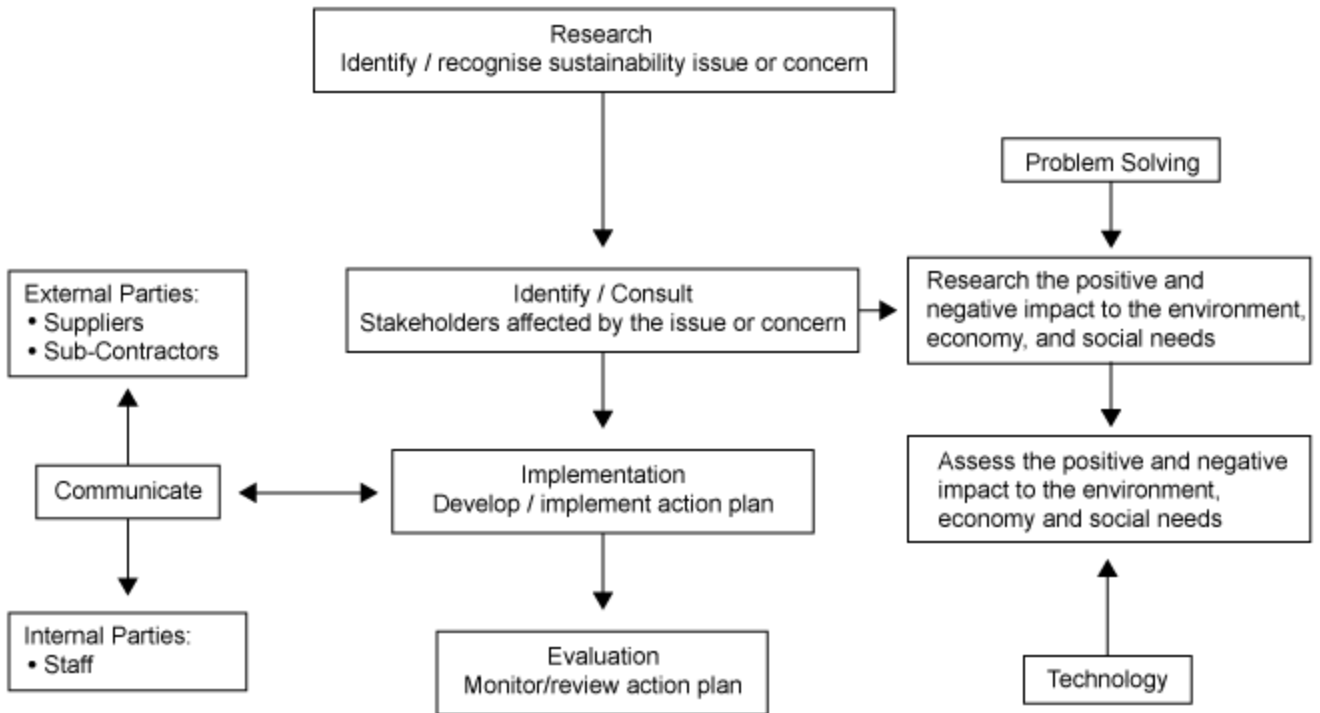 Research
Identify / recognise sustainability issue or concern
Problem Solving
External Parties:
• Suppliers
• Sub-Contractors
Identify / Consult
Stakeholders affected by the issue or concern
Research the positive and
negative impact to the environment,
economy, and social needs
Communicate
Implementation
Develop / implement action plan
Assess the positive and negative
impact to the environment,
economy and social needs
Internal Parties:
• Staff
Evaluation
Monitor/review action plan
Technology